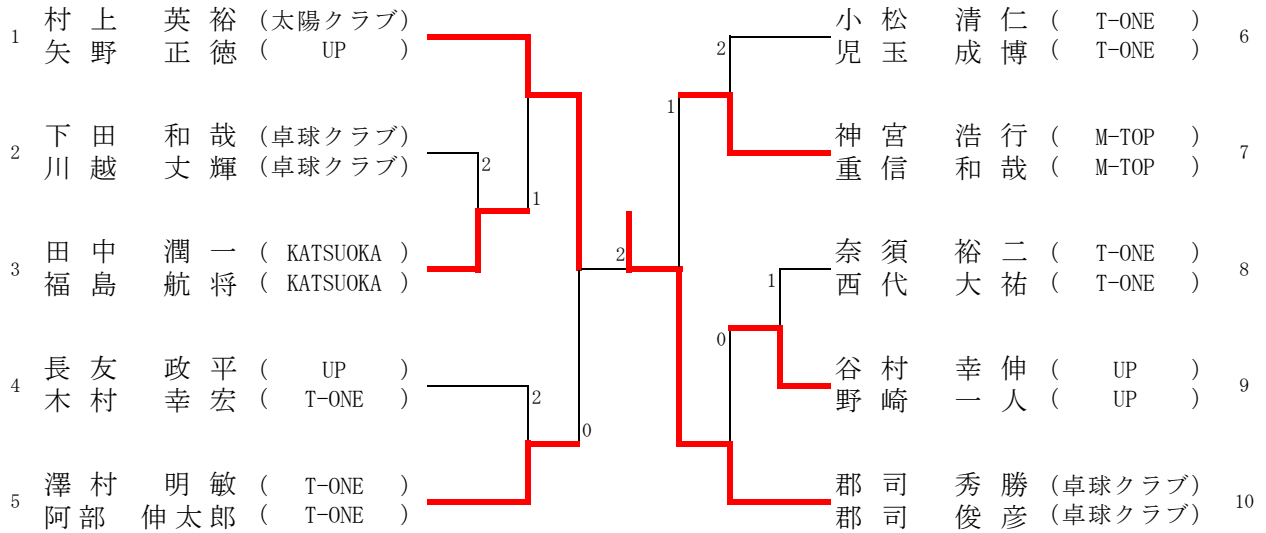 1 村上 英裕 (太陽クラブ)
矢野 正徳 ( UP )
2 下田 和哉 (卓球クラブ)
川越 丈輝 (卓球クラブ)
3 田中 潤一 ( KATSUOKA )
福島 航将 ( KATSUOKA )
4 長友 政平 ( UP )
木村 幸宏 ( T-ONE )
5 澤村 明敏 ( T-ONE )
阿部 伸太郎 ( T-ONE )
2
1
2
0
2
2
1
1
0
小松 清仁 ( T-ONE ) 6
児玉 成博 ( T-ONE )
神宮 浩行 ( M-TOP ) 7
重信 和哉 ( M-TOP )
奈須 裕二 ( T-ONE ) 8
西代 大祐 ( T-ONE )
谷村 幸伸 ( UP ) 9
野崎 一人 ( UP )
郡司 秀勝 (卓球クラブ) 10
郡司 俊彦 (卓球クラブ)